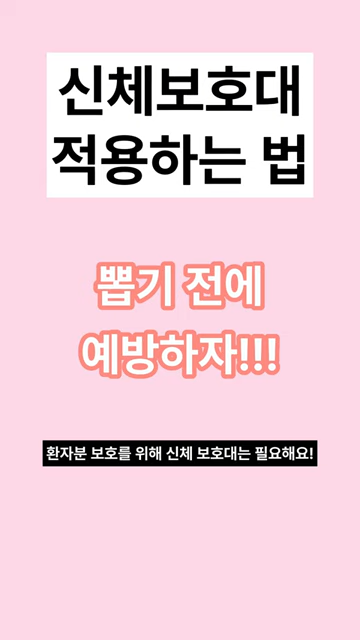 신체보호대
적용하는 법
뽑기 전에
예방하자!!!
환자분 보호를 위해 신체 보호대는 필요해요!